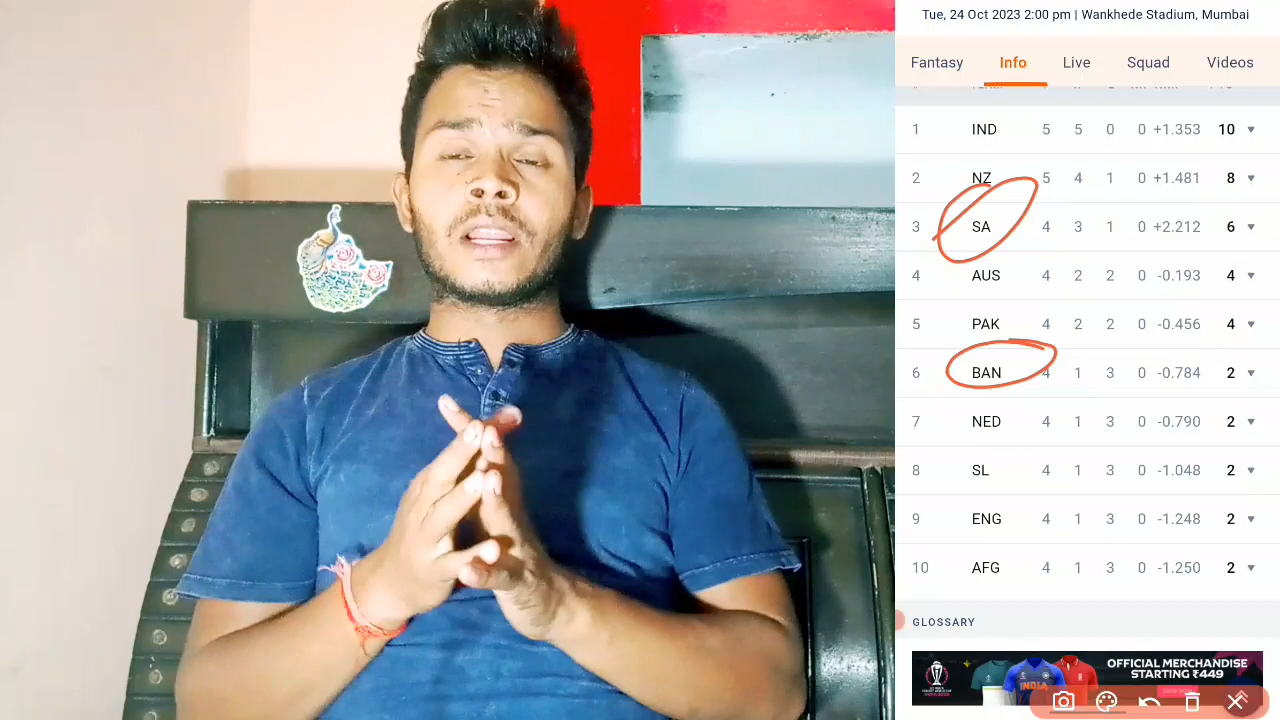 Tue, 24 Oct 2023 2:00 pm | Wankhede Stadium, Mumbai
Fantasy Info Live Squad Videos
1 IND 5 5 0 0 +1.353 10
2 NZ 5 4 1 0 +1.481 8
3 SA 4 3 1 0 +2.212 6
4 AUS 4 2 2 0 -0.193 4
5 PAK 4 2 2 0 -0.456 4
6 BAN 4 1 3 0 -0.784 2
7 NED 4 1 3 0 -0.790 2
8 SL 4 1 3 0 -1.048 2
9 ENG 4 1 3 0 -1.248 2
10 AFG 4 1 3 0 -1.250 2
GLOSSARY
OFFICIAL MERCHANDISE
STARTING ₹449
INDIA